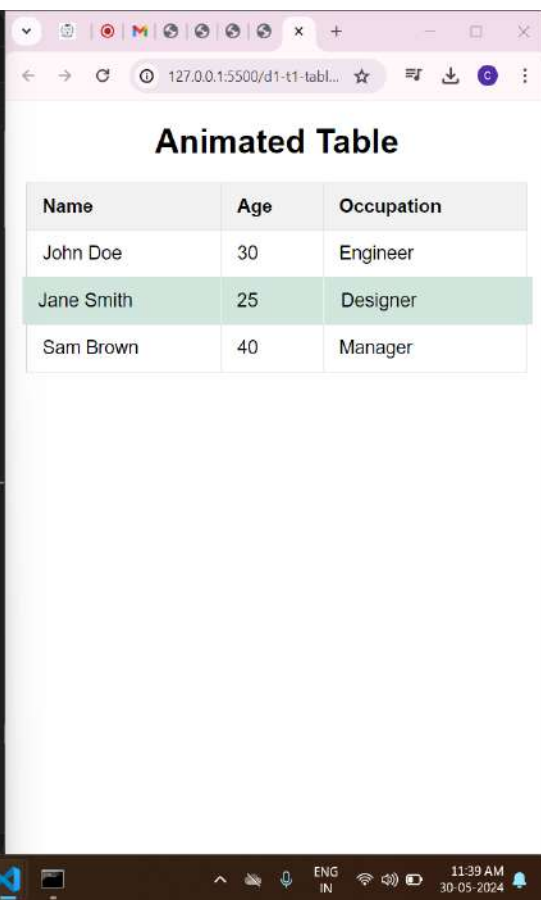 127.0.0.1:5500/d1-t1-tabl...
C
Animated Table
Name Age Occupation
John Doe 30 Engineer
Jane Smith 25 Designer
Sam Brown 40 Manager
ENG 11:39 AM
IN 30-05-2024